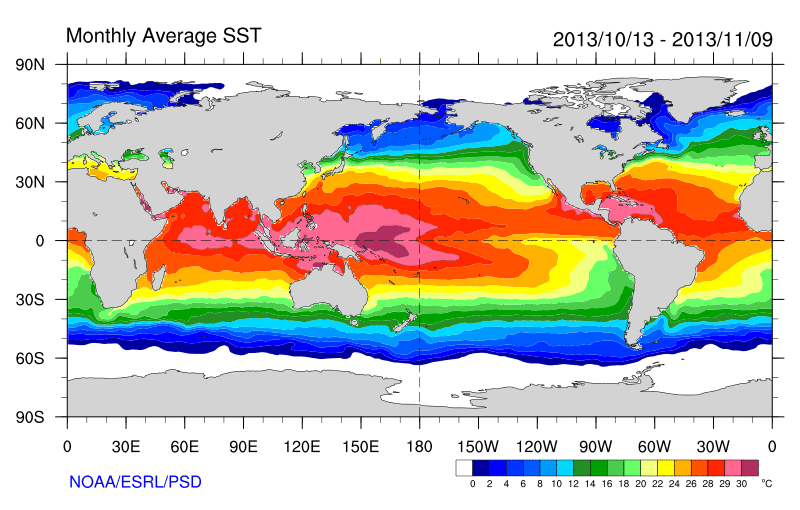 Monthly Average SST
2013/10/13 - 2013/11/09
90N
60N
30N
0
30S
60S
90S
0 30E 60E 90E 120E 150E 180 150W 120W 90W 60W 30W 0
NOAA/ESRL/PSD
0 2 4 6 8 10 12 14 16 18 20 22 24 26 28 29 30 °C